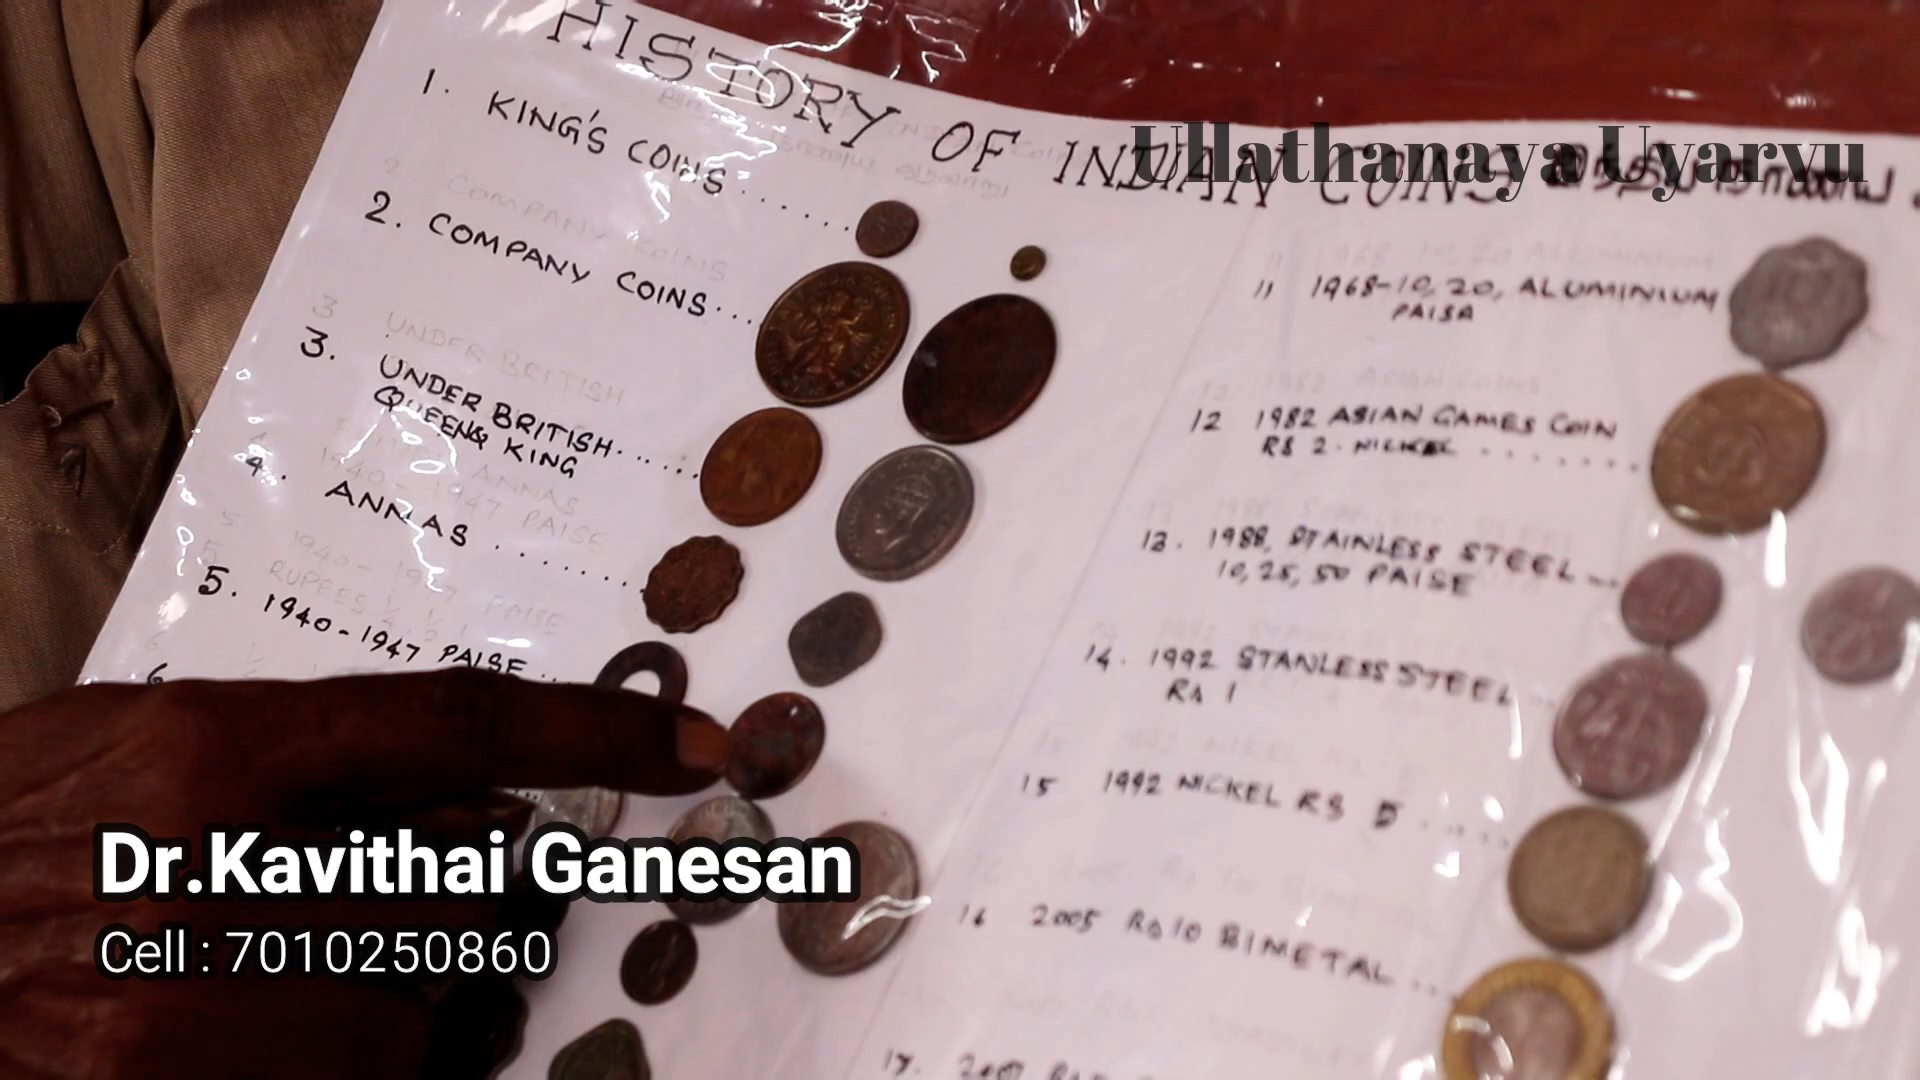 HISTORY OF INDIAN COINS
Ullathanaya Uyarvu
1. KING'S COINS
2. COMPANY COINS
3. UNDER BRITISH
QUEEN & KING
4. ANNAS
5. 1940-1947 PAISE
6
11 1968-10, 20, ALUMINIUM
PAISA
12 1982 ASIAN GAMES COIN
RS 2. NICKEL
13. 1988, STAINLESS STEEL
10, 25, 50 PAISE
14. 1992 STANLESS STEEL
Rs 1
15 1992 NICKEL RS 5
16 2005 Rs 10 BIMETAL
17.
Dr.Kavithai Ganesan
Cell : 7010250860